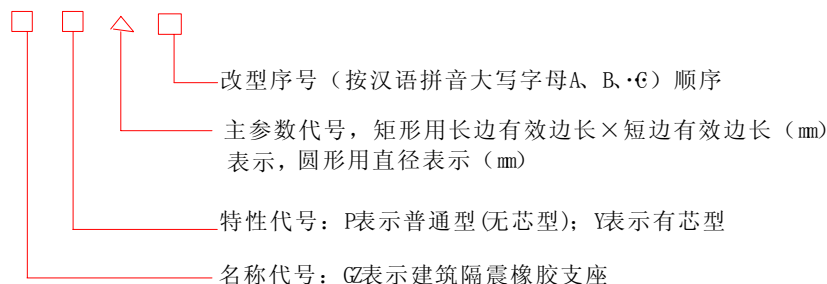 改型序号（按汉语拼音大写字母A、B、·C）顺序
主参数代号，矩形用长边有效边长×短边有效边长（㎜）
表示，圆形用直径表示（㎜）
特性代号：P表示普通型(无芯型)；Y表示有芯型
名称代号：GZ表示建筑隔震橡胶支座